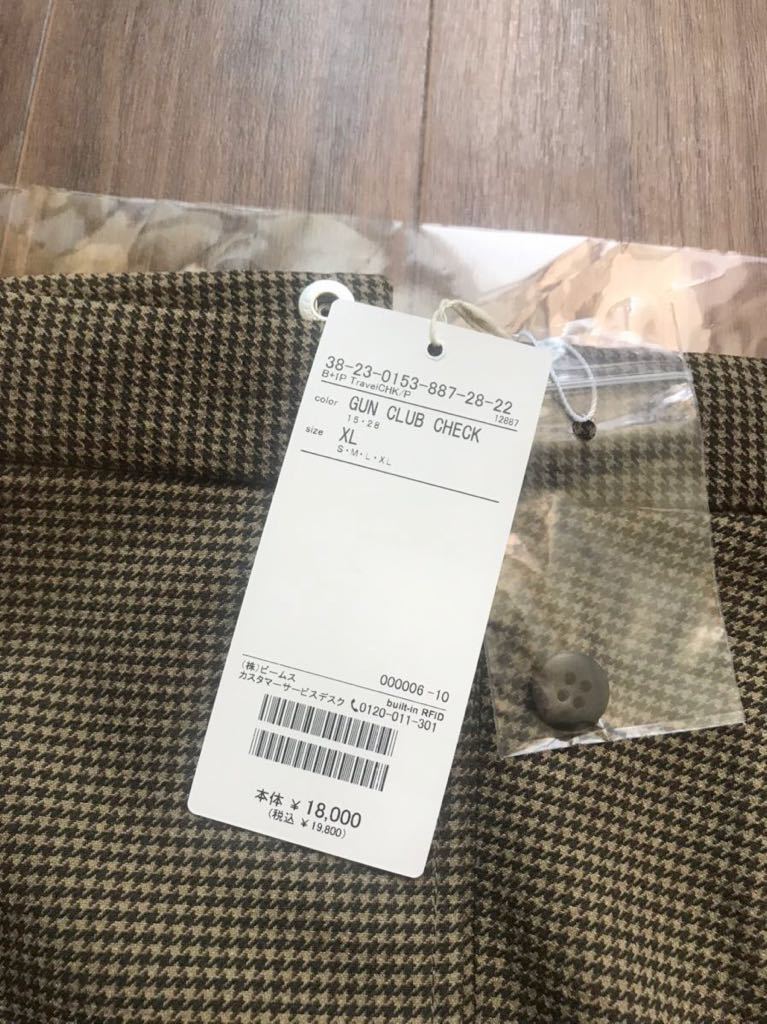 38-23-0153-887-28-22
B+IP TravelCHK/P 12887
color GUN CLUB CHECK
15・28
size XL
S・M・L・XL
(株)ビームス 000006 -10
カスタマーサービスデスク built-in RFID
0120-011-301
本体 ¥ 18,000
(税込 ¥ 19,800)